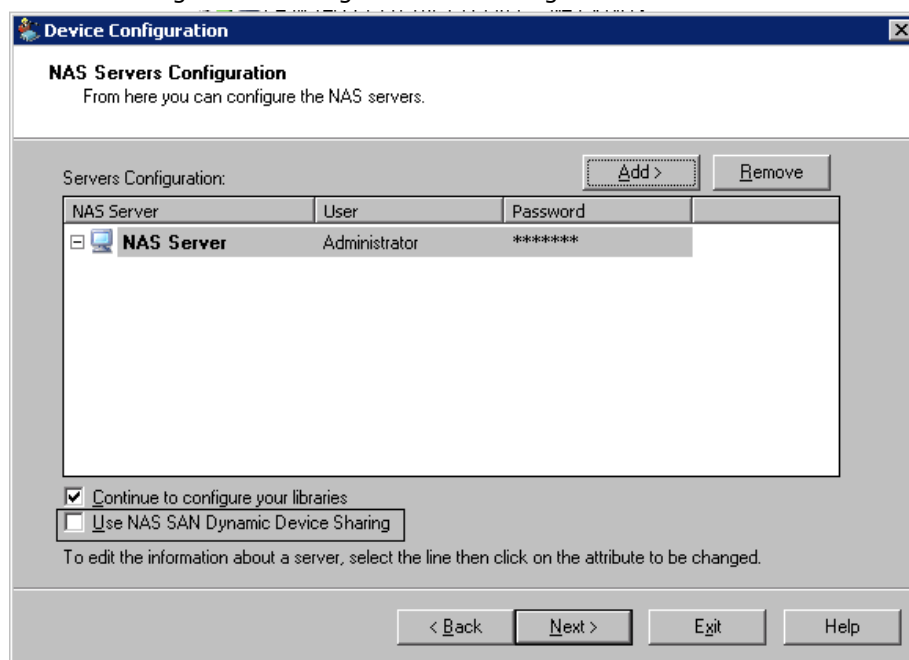 Device Configuration
NAS Servers Configuration
From here you can configure the NAS servers.
Servers Configuration:
Add >
Remove
NAS Server User Password
NAS Server Administrator *******
Continue to configure your libraries
Use NAS SAN Dynamic Device Sharing
To edit the information about a server, select the line then click on the attribute to be changed.
< Back Next > Exit Help